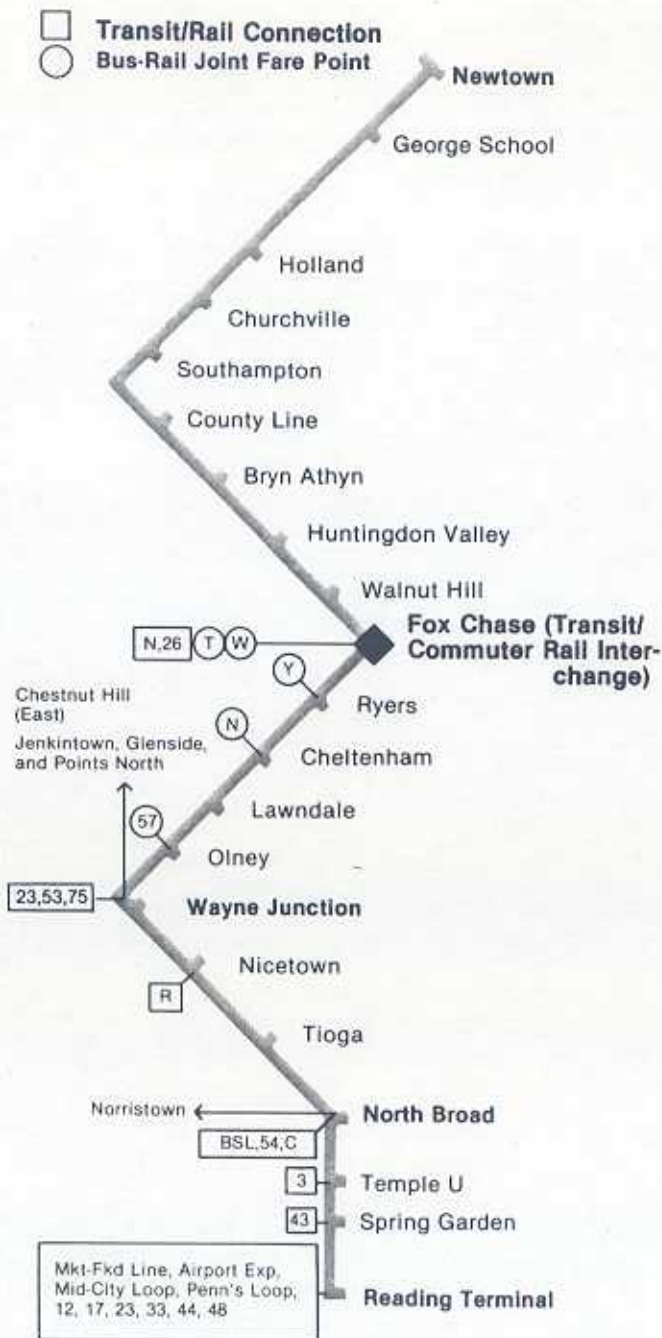 Transit/Rail Connection
Bus-Rail Joint Fare Point
Newtown
George School
Holland
Churchville
Southampton
County Line
Bryn Athyn
Huntingdon Valley
Walnut Hill
N,26 T W
Fox Chase (Transit/
Commuter Rail Inter-
change)
Y
Ryers
Chestnut Hill
(East)
Jenkintown, Glenside,
and Points North
N
Cheltenham
Lawndale
57
Olney
23,53,75
Wayne Junction
Nicetown
R
Tioga
Norristown
North Broad
BSL,54,C
3
Temple U
43
Spring Garden
Mkt-Fkd Line, Airport Exp,
Mid-City Loop, Penn's Loop,
12, 17, 23, 33, 44, 48
Reading Terminal